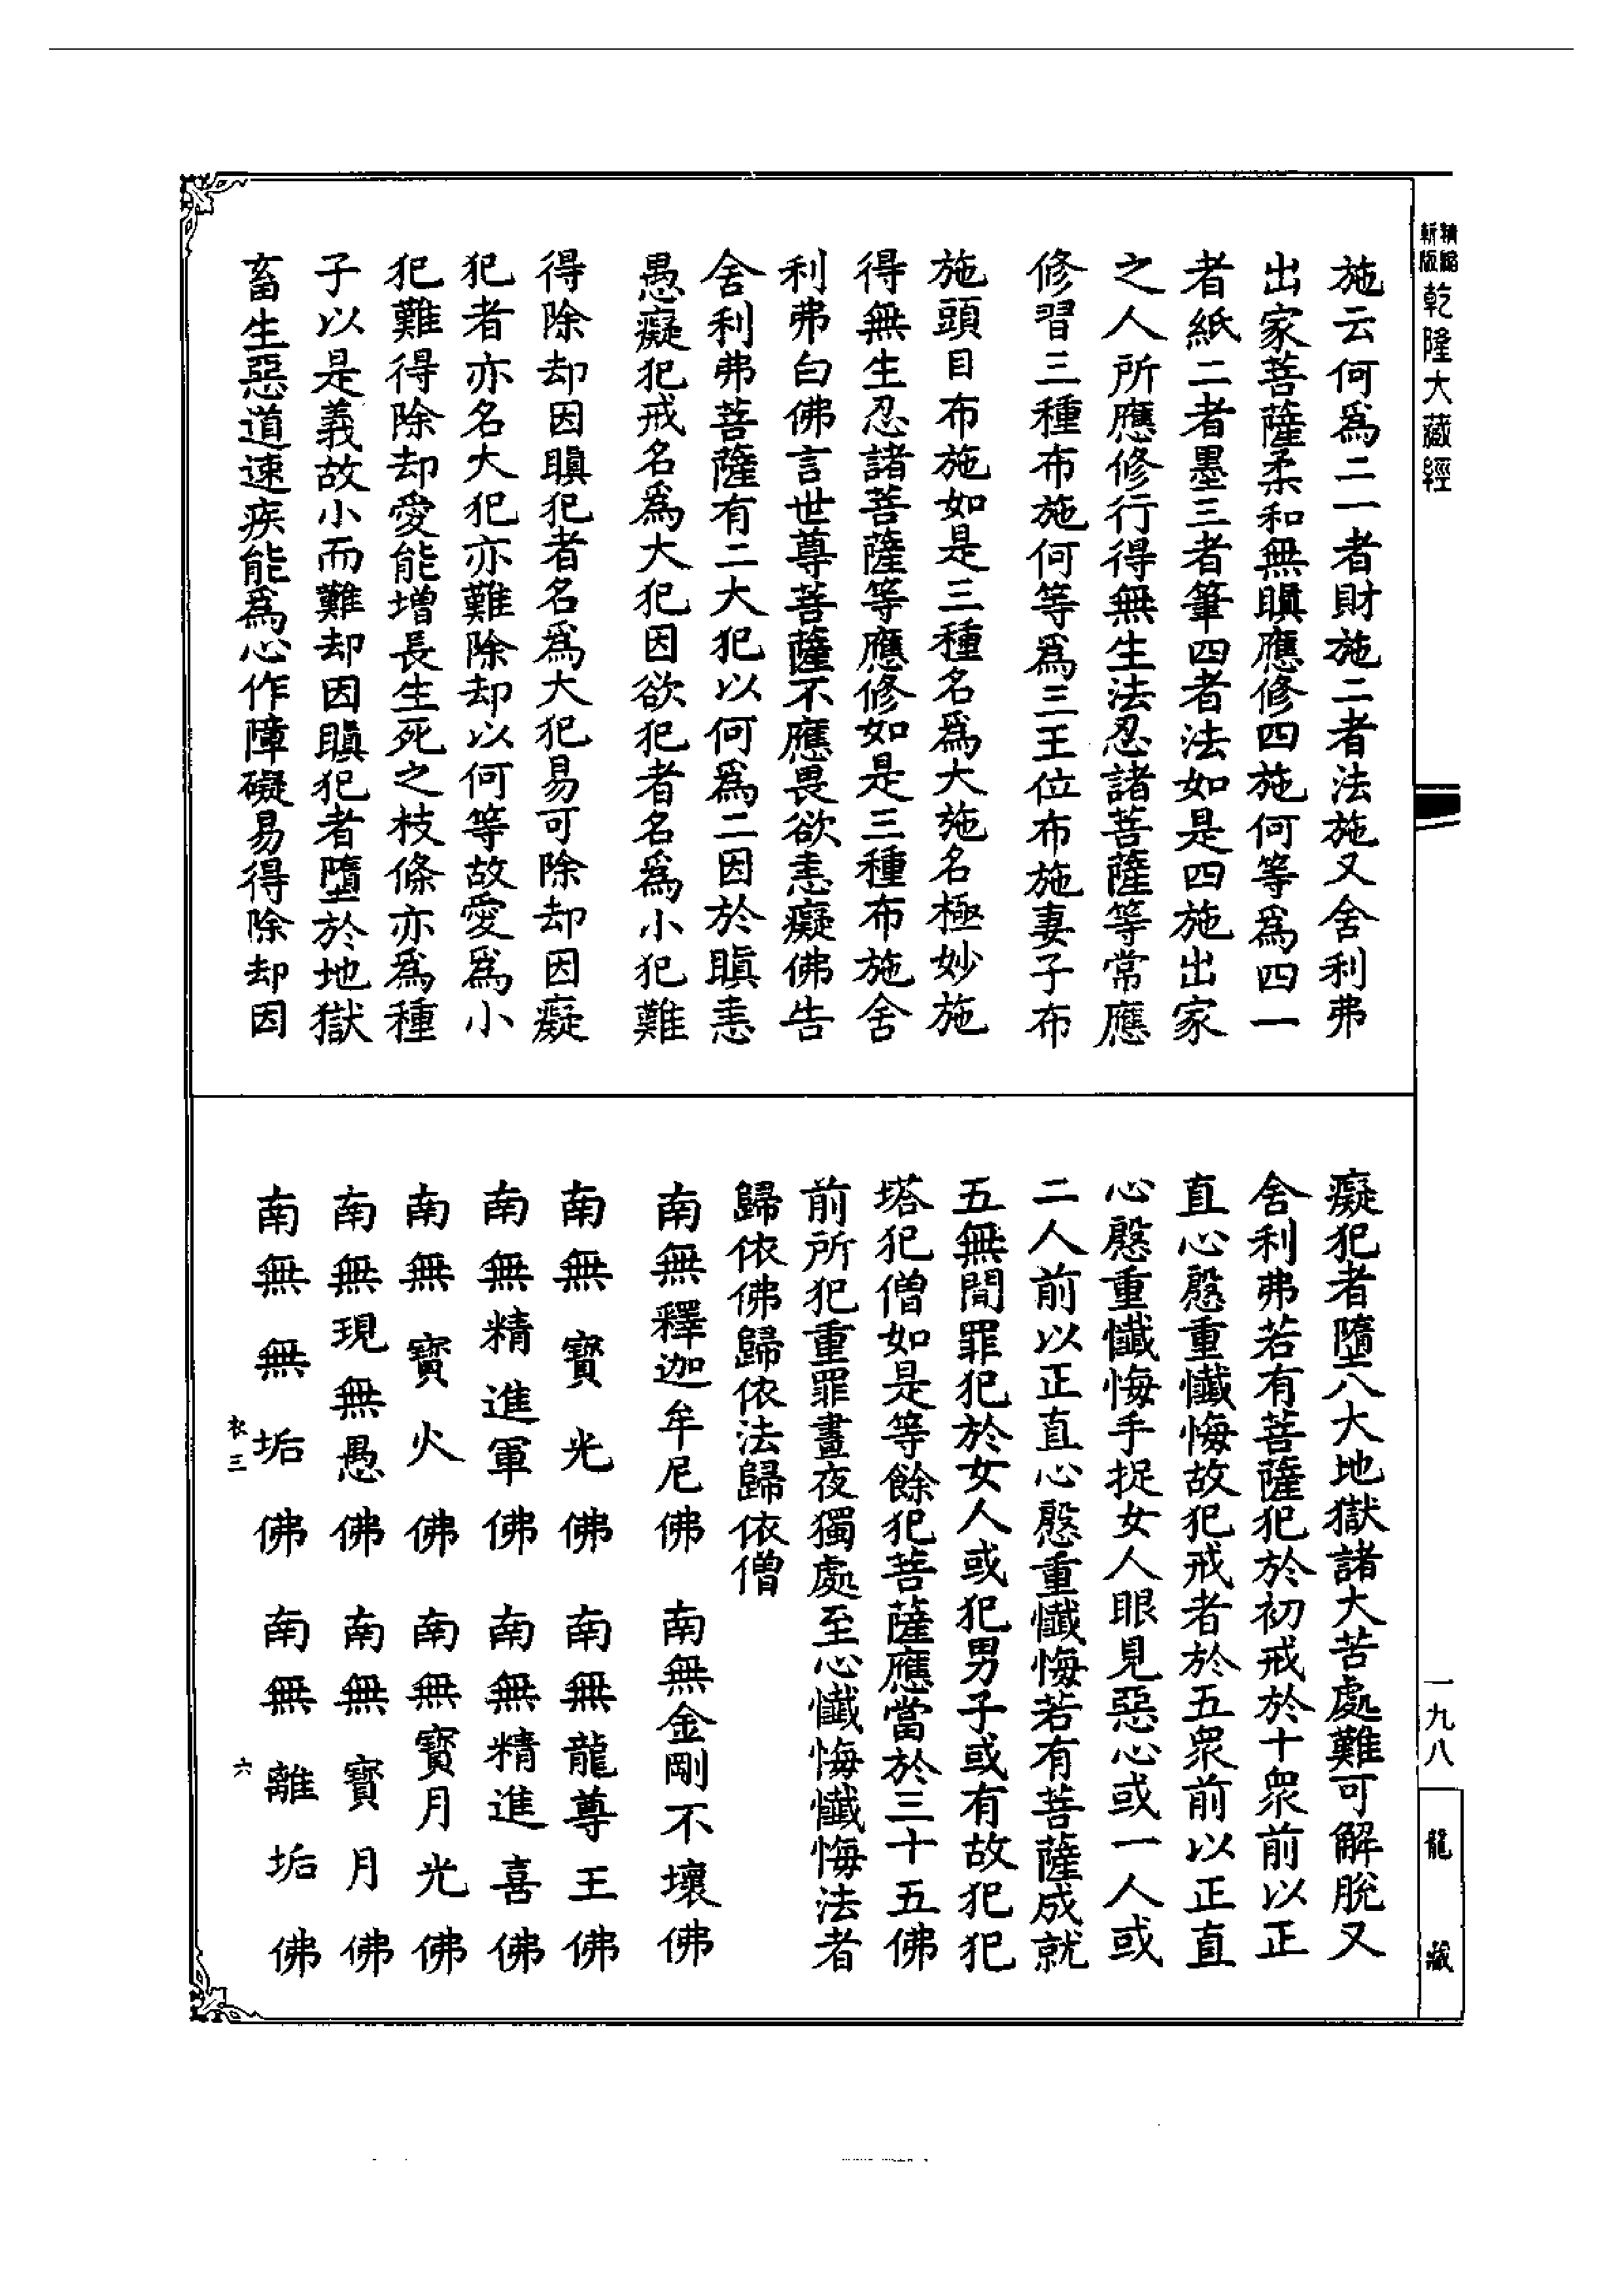 精縮
新版
乾隆大藏經
施云何爲二一者財施二者法施又舍利弗
出家菩薩柔和無瞋應修四施何等爲四一
者紙二者墨三者筆四者法如是四施出家
之人所應修行得無生法忍諸菩薩等常應
修習三種布施何等爲三王位布施妻子布
施頭目布施如是三種名爲大施名極妙施
得無生忍諸菩薩等應修如是三種布施舍
利弗白佛言世尊菩薩不應畏欲恚癡佛告
舍利弗菩薩有二大犯以何爲二因於瞋恚
愚癡犯戒名爲大犯因欲犯者名爲小犯難
得除却因瞋犯者名爲大犯易可除却因癡
犯者亦名大犯亦難除却以何等故愛爲小
犯難得除却愛能增長生死之枝條亦爲種
子以是義故小而難却因瞋犯者墮於地獄
畜生惡道速疾能爲心作障礙易得除却因
癡犯者墮八大地獄諸大苦處難可解脫又
舍利弗若有菩薩犯於初戒於十衆前以正
直心慇重懺悔故犯戒者於五衆前以正直
心慇重懺悔手捉女人眼見惡心或一人或
二人前以正直心慇重懺悔若有菩薩成就
五無間罪犯於女人或犯男子或有故犯犯
塔犯僧如是等餘犯菩薩應當於三十五佛
前所犯重罪晝夜獨處至心懺悔懺悔法者
歸依佛歸依法歸依僧
南無釋迦牟尼佛　南無金剛不壞佛
南無寶光佛　南無龍尊王佛
南無精進軍佛　南無精進喜佛
南無寶火佛　南無寶月光佛
南無現無愚佛　南無寶月佛
南無無垢佛　南無離垢佛
衣三　六
一九八
龍藏